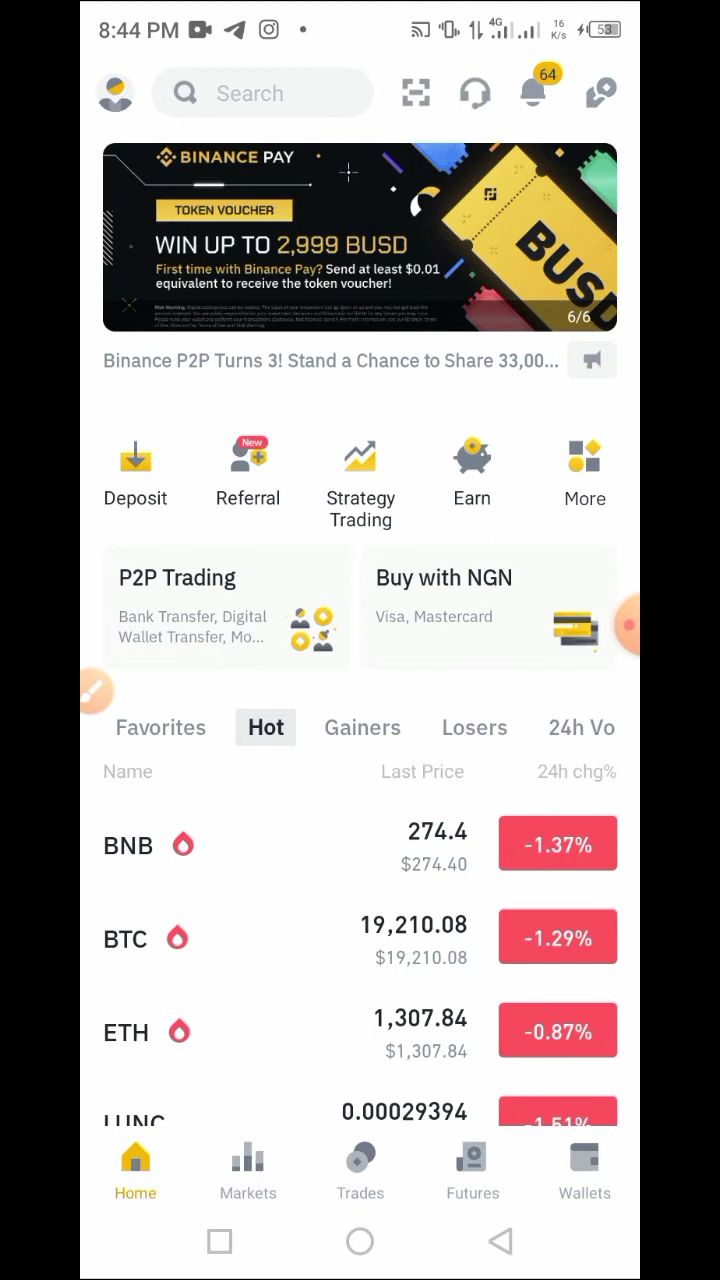 8:44 PM 4G 16 K/s 53
Search 64
BINANCE PAY
TOKEN VOUCHER
WIN UP TO 2,999 BUSD
First time with Binance Pay? Send at least $0.01
equivalent to receive the token voucher!
BUSD
6/6
Binance P2P Turns 3! Stand a Chance to Share 33,00...
New
Deposit Referral Strategy Trading Earn More
P2P Trading
Bank Transfer, Digital
Wallet Transfer, Mo...
Buy with NGN
Visa, Mastercard
Favorites Hot Gainers Losers 24h Vo
Name Last Price 24h chg%
BNB 274.4 -1.37%
$274.40
BTC 19,210.08 -1.29%
$19,210.08
ETH 1,307.84 -0.87%
$1,307.84
LUNC 0.00029394 -1.51%
Home Markets Trades Futures Wallets